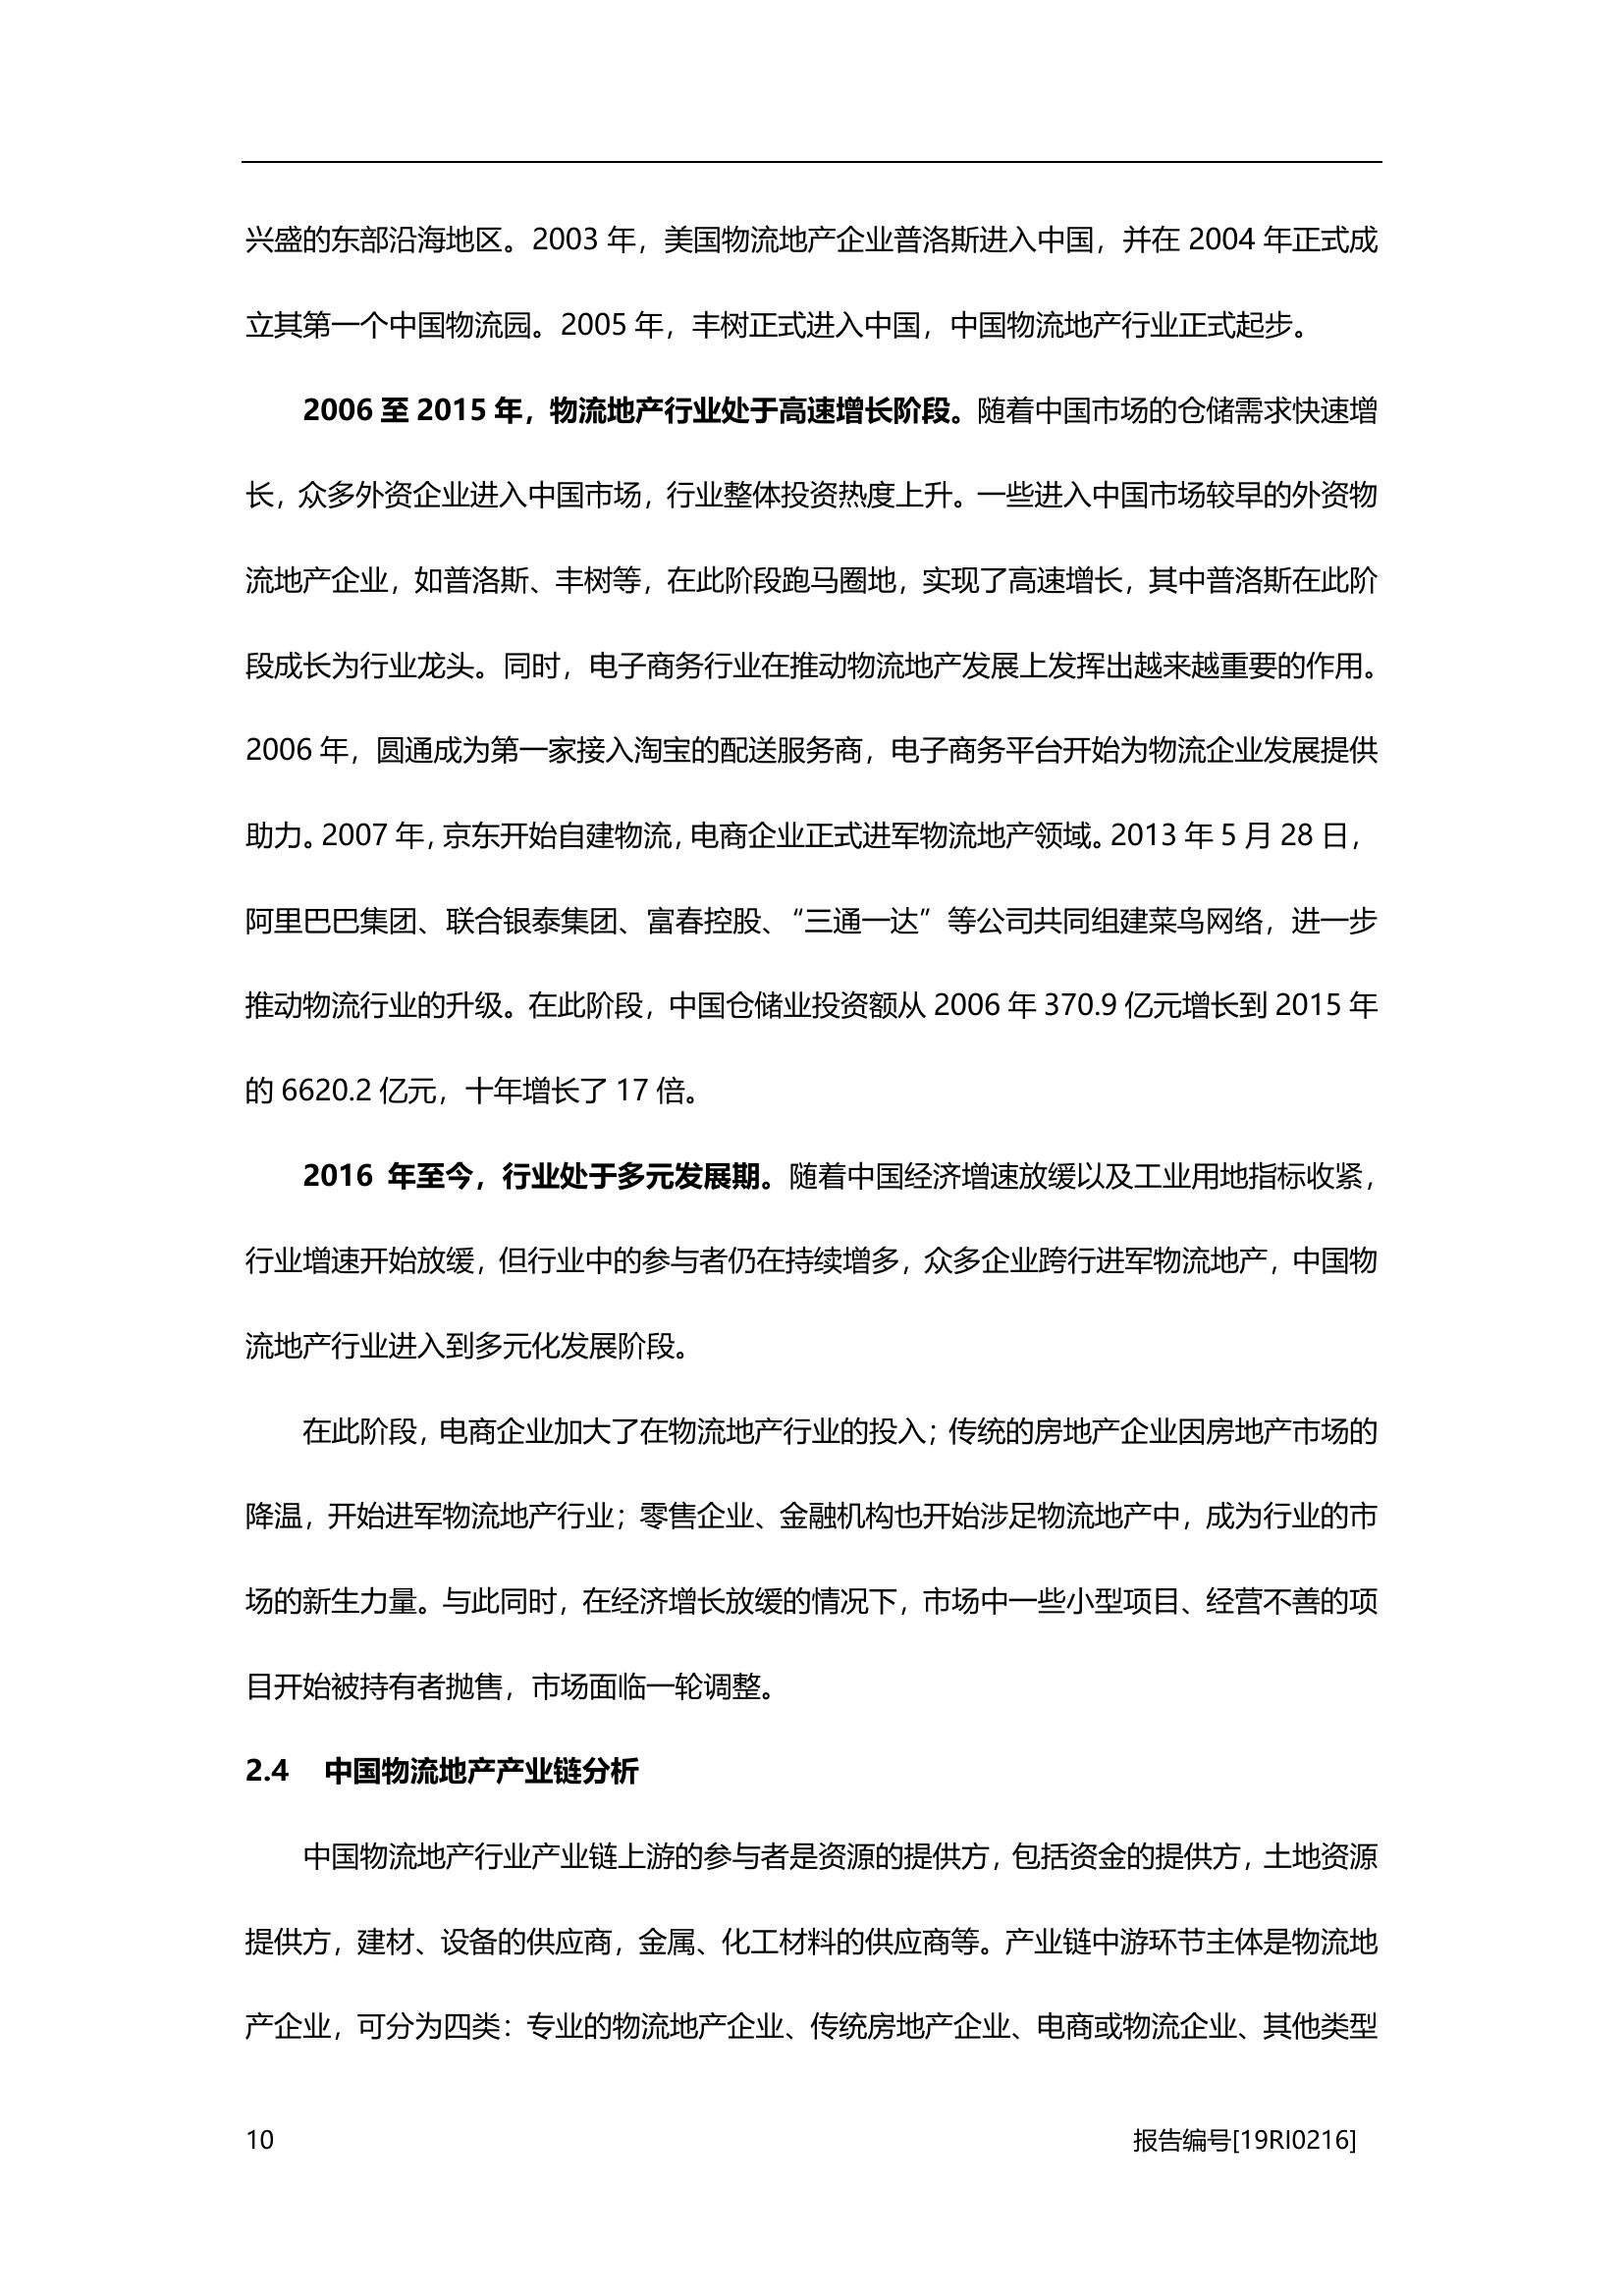 兴盛的东部沿海地区。2003 年，美国物流地产企业普洛斯进入中国，并在 2004 年正式成
立其第一个中国物流园。2005 年，丰树正式进入中国，中国物流地产行业正式起步。
2006 至 2015 年，物流地产行业处于高速增长阶段。随着中国市场的仓储需求快速增
长，众多外资企业进入中国市场，行业整体投资热度上升。一些进入中国市场较早的外资物
流地产企业，如普洛斯、丰树等，在此阶段跑马圈地，实现了高速增长，其中普洛斯在此阶
段成长为行业龙头。同时，电子商务行业在推动物流地产发展上发挥出越来越重要的作用。
2006 年，圆通成为第一家接入淘宝的配送服务商，电子商务平台开始为物流企业发展提供
助力。2007 年，京东开始自建物流，电商企业正式进军物流地产领域。2013 年 5 月 28 日，
阿里巴巴集团、联合银泰集团、富春控股、“三通一达”等公司共同组建菜鸟网络，进一步
推动物流行业的升级。在此阶段，中国仓储业投资额从 2006 年 370.9 亿元增长到 2015 年
的 6620.2 亿元，十年增长了 17 倍。
2016 年至今，行业处于多元发展期。随着中国经济增速放缓以及工业用地指标收紧，
行业增速开始放缓，但行业中的参与者仍在持续增多，众多企业跨行进军物流地产，中国物
流地产行业进入到多元化发展阶段。
在此阶段，电商企业加大了在物流地产行业的投入；传统的房地产企业因房地产市场的
降温，开始进军物流地产行业；零售企业、金融机构也开始涉足物流地产中，成为行业的市
场的新生力量。与此同时，在经济增长放缓的情况下，市场中一些小型项目、经营不善的项
目开始被持有者抛售，市场面临一轮调整。
2.4 中国物流地产产业链分析
中国物流地产行业产业链上游的参与者是资源的提供方，包括资金的提供方，土地资源
提供方，建材、设备的供应商，金属、化工材料的供应商等。产业链中游环节主体是物流地
产企业，可分为四类：专业的物流地产企业、传统房地产企业、电商或物流企业、其他类型
10 报告编号[19RI0216]